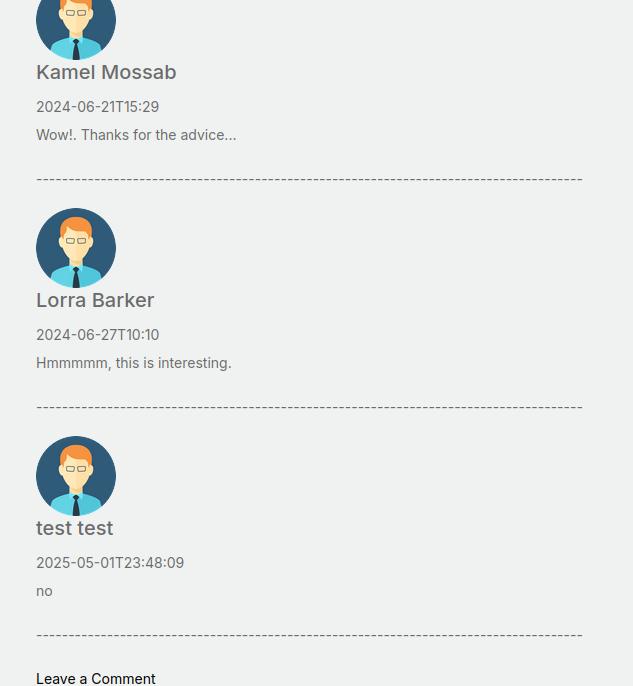 Kamel Mossab
2024-06-21T15:29
Wow!. Thanks for the advice...
--------------------------------------------------------------------------------------
Lorra Barker
2024-06-27T10:10
Hmmmmm, this is interesting.
--------------------------------------------------------------------------------------
test test
2025-05-01T23:48:09
no
--------------------------------------------------------------------------------------
Leave a Comment